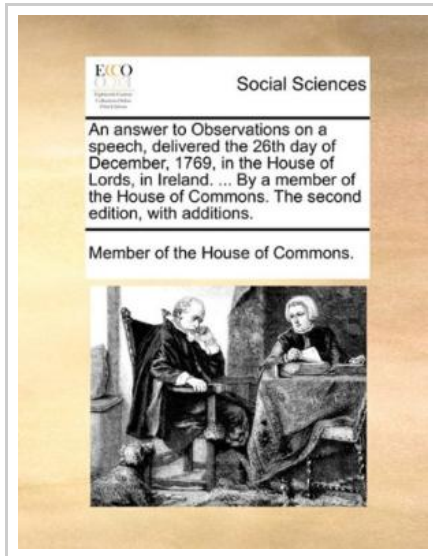 ECCO
Social Sciences
An answer to Observations on a
speech, delivered the 26th day of
December, 1769, in the House of
Lords, in Ireland. ... By a member of
the House of Commons. The second
edition, with additions.
Member of the House of Commons.